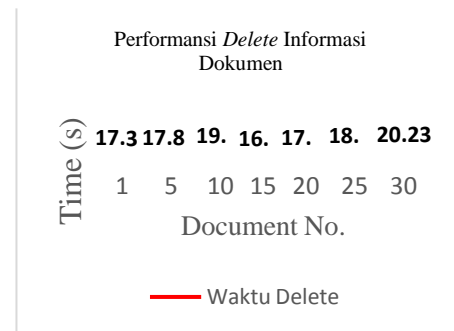 Performansi Delete Informasi
Dokumen
Time (s)
17.3 17.8 19. 16. 17. 18. 20.23
1 5 10 15 20 25 30
Document No.
Waktu Delete